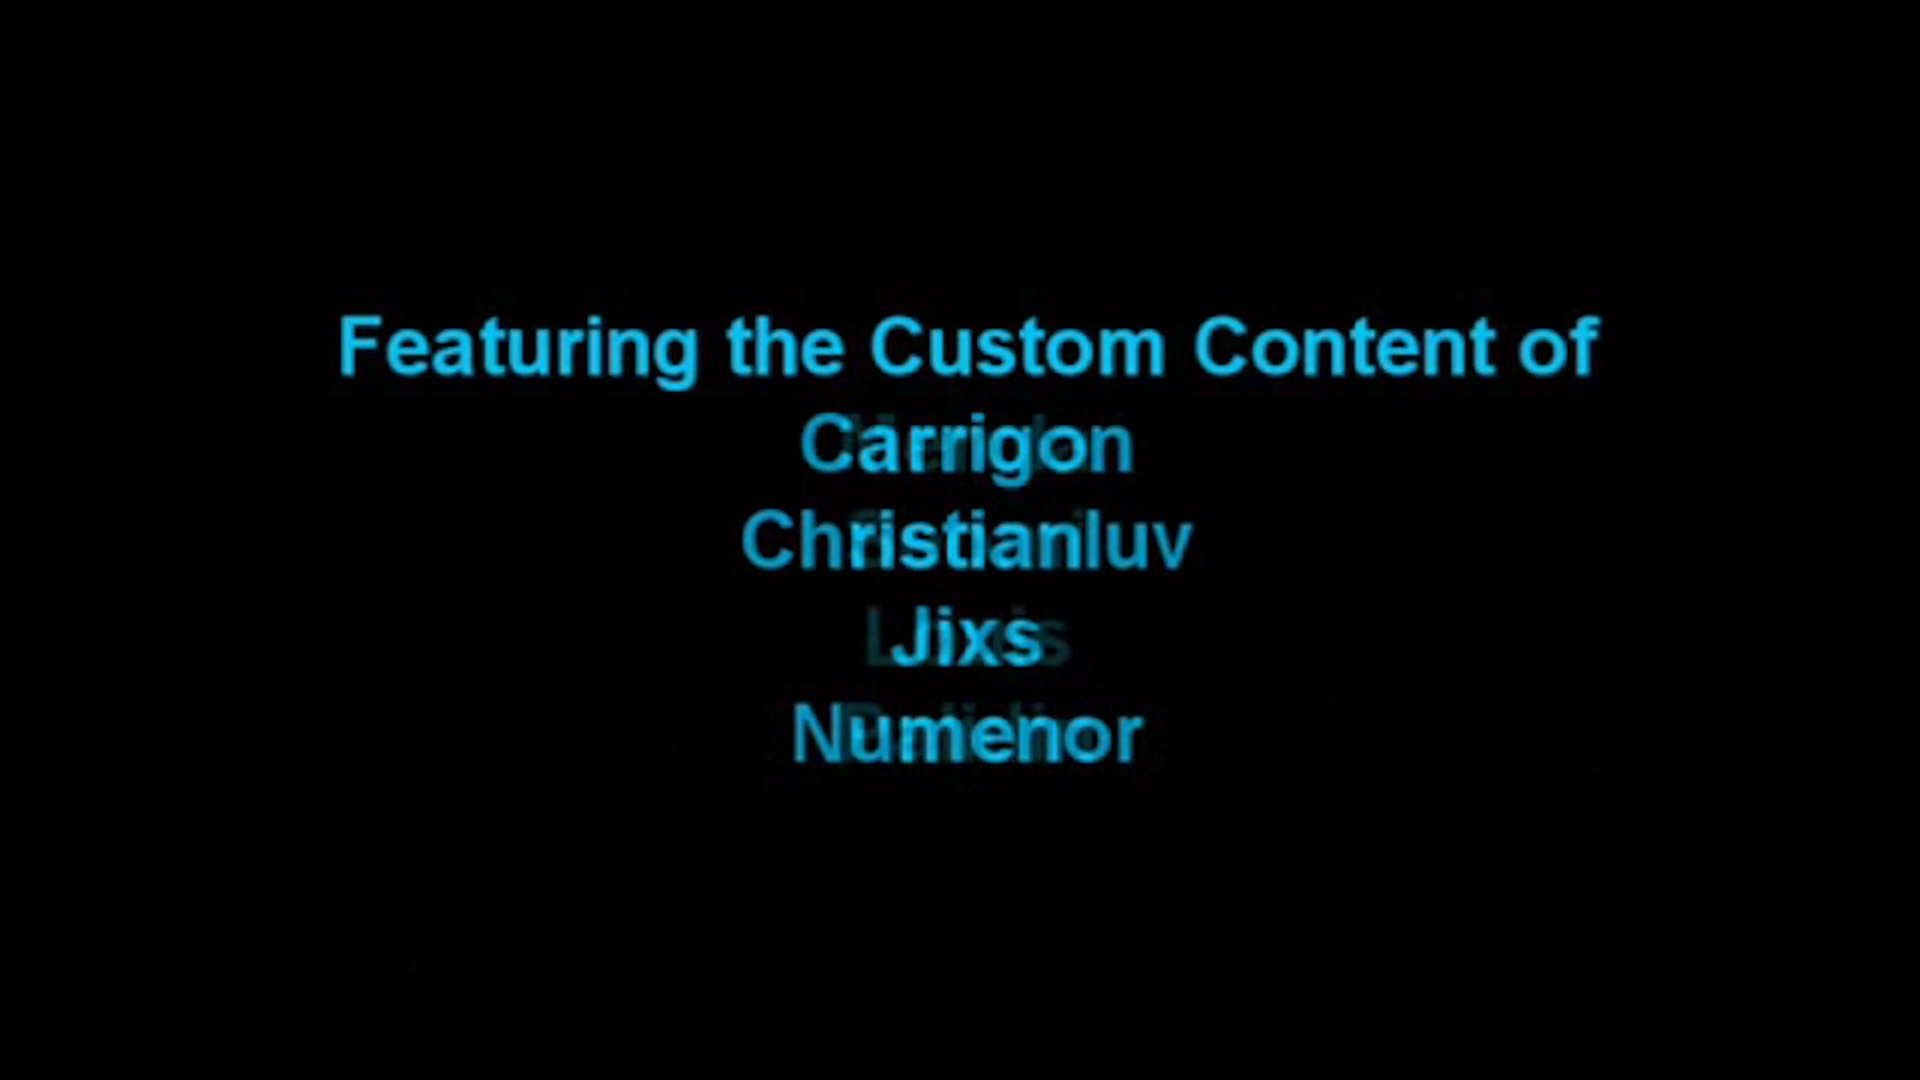 Featuring the Custom Content of
Carrigon
Christianluv
Jixs
Numenor